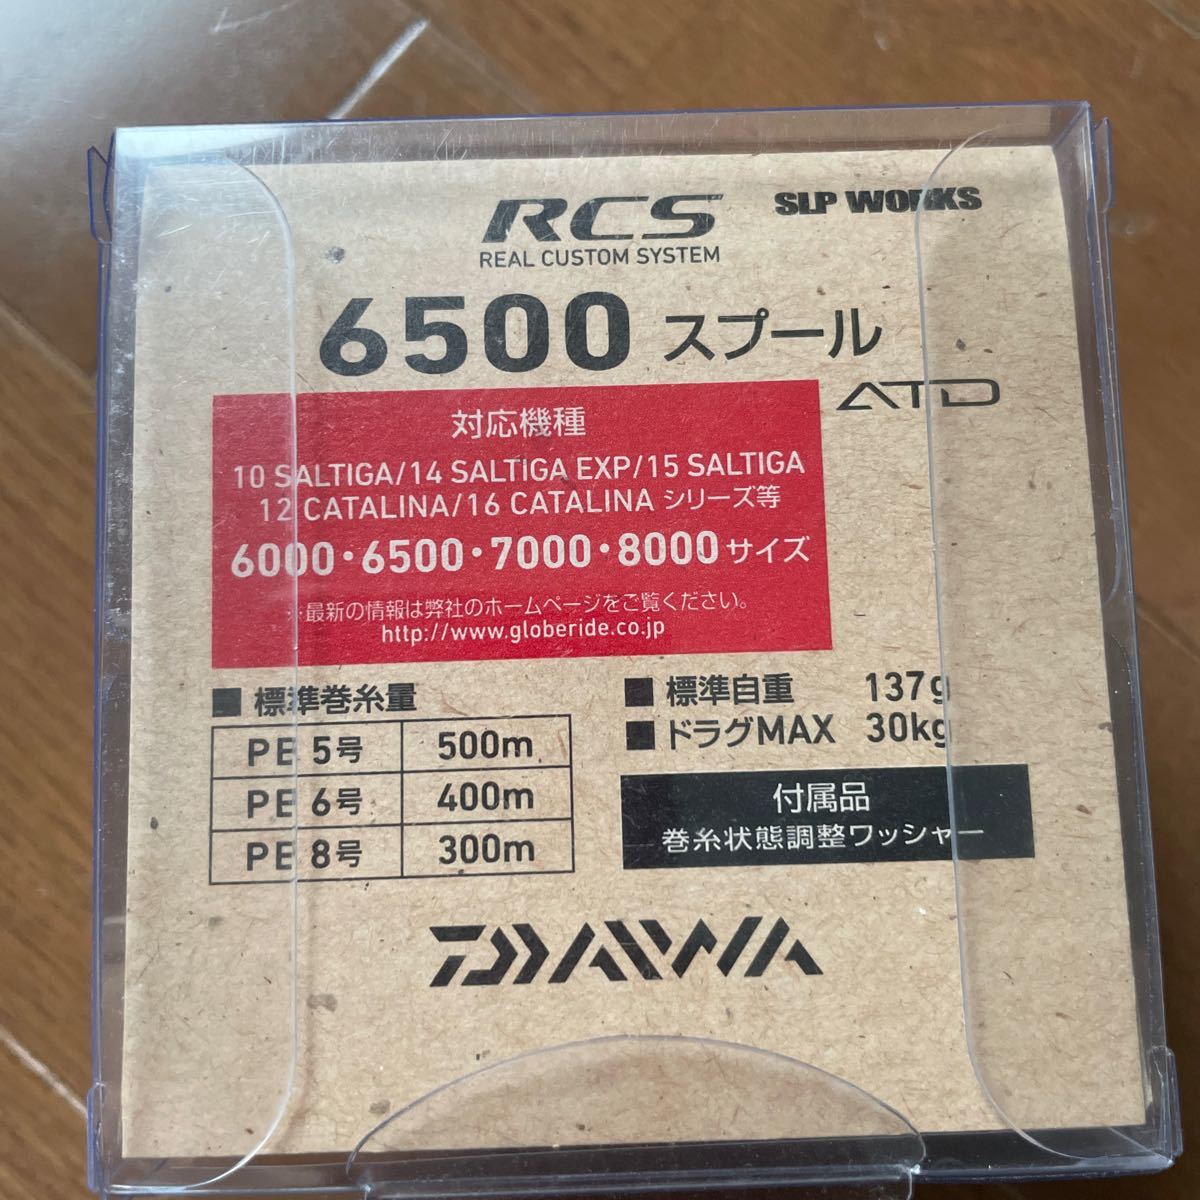 RCS
SLP WORKS
REAL CUSTOM SYSTEM
6500 スプール
ATD
対応機種
10 SALTIGA/14 SALTIGA EXP/15 SALTIGA
12 CATALINA/16 CATALINA シリーズ等
6000・6500・7000・8000サイズ
※最新の情報は弊社のホームページをご覧ください。
http://www.globeride.co.jp
■ 標準巻糸量
PE 5号 500m
PE 6号 400m
PE 8号 300m
■ 標準自重 137g
■ ドラグMAX 30kg
付属品
巻糸状態調整ワッシャー
DAIWA